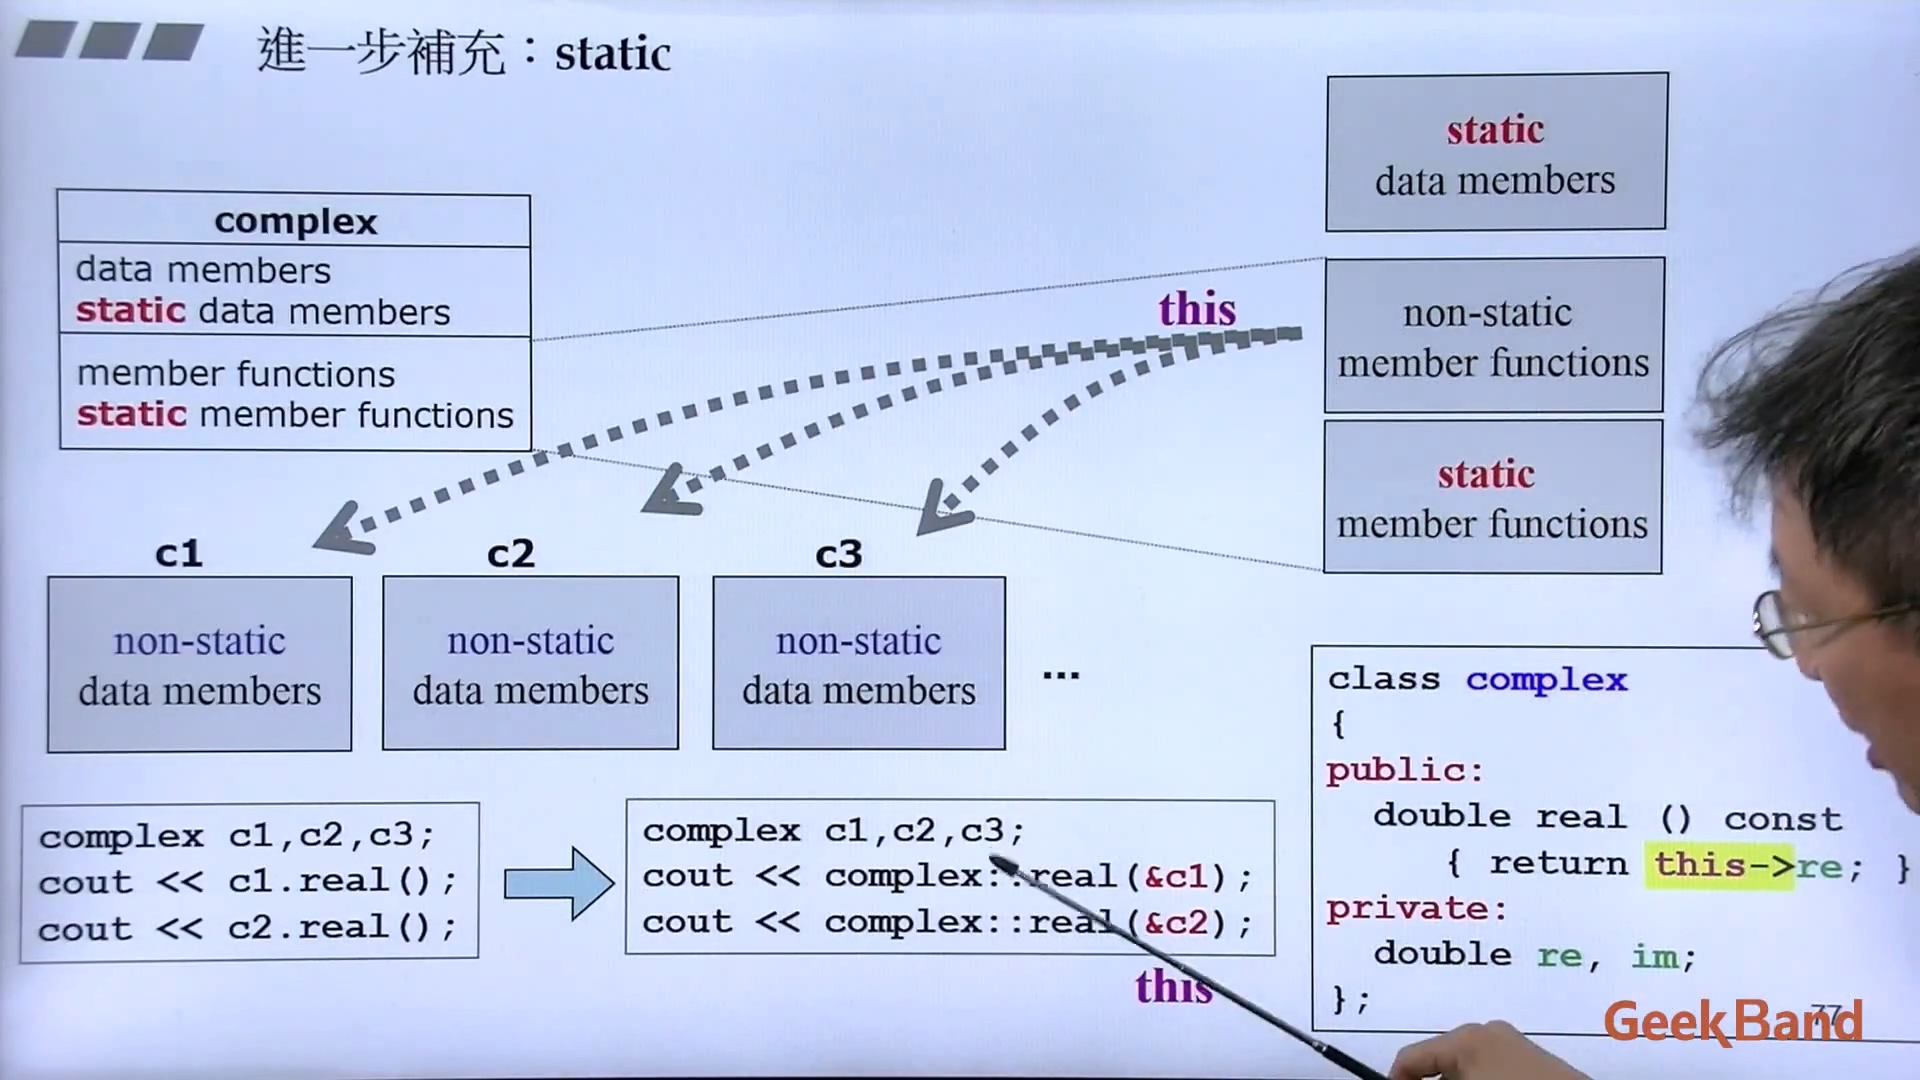 進一步補充：static
complex
data members
static data members
member functions
static member functions
this
static
data members
non-static
member functions
static
member functions
c1
c2
c3
non-static
data members
non-static
data members
non-static
data members
...
complex c1,c2,c3;
cout << c1.real();
cout << c2.real();
complex c1,c2,c3;
cout << complex::real(&c1);
cout << complex::real(&c2);
this
class complex
{
public:
double real () const
{ return this->re; }
private:
double re, im;
};
77
GeekBand